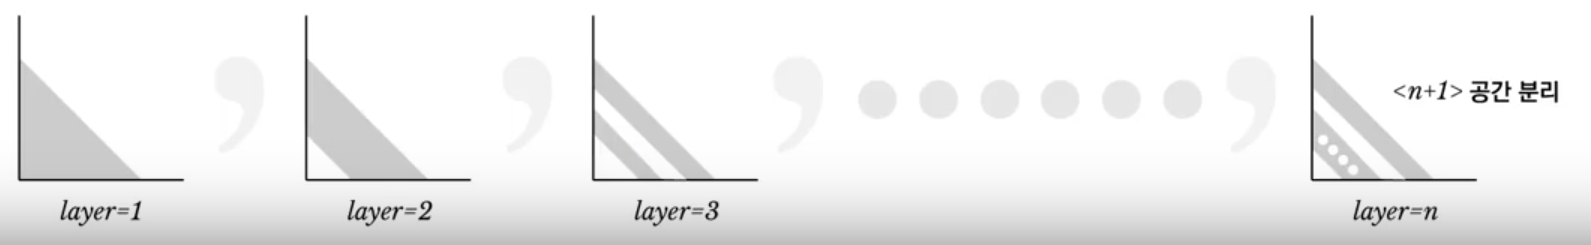 <n+1> 공간 분리
layer=1
layer=2
layer=3
layer=n